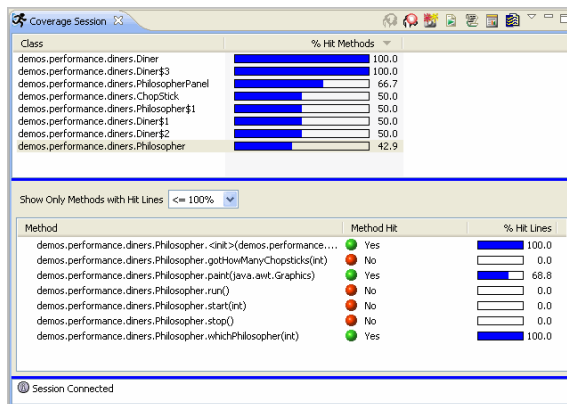 Coverage Session
Class % Hit Methods
demos.performance.diners.Diner 100.0
demos.performance.diners.Diner$3 100.0
demos.performance.diners.PhilosopherPanel 66.7
demos.performance.diners.ChopStick 50.0
demos.performance.diners.Philosopher$1 50.0
demos.performance.diners.Diner$1 50.0
demos.performance.diners.Diner$2 50.0
demos.performance.diners.Philosopher 42.9
Show Only Methods with Hit Lines <= 100%
Method Method Hit % Hit Lines
demos.performance.diners.Philosopher.<init>(demos.performance.... Yes 100.0
demos.performance.diners.Philosopher.gotHowManyChopsticks(int) No 0.0
demos.performance.diners.Philosopher.paint(java.awt.Graphics) Yes 68.8
demos.performance.diners.Philosopher.run() No 0.0
demos.performance.diners.Philosopher.start(int) No 0.0
demos.performance.diners.Philosopher.stop() No 0.0
demos.performance.diners.Philosopher.whichPhilosopher(int) Yes 100.0
Session Connected